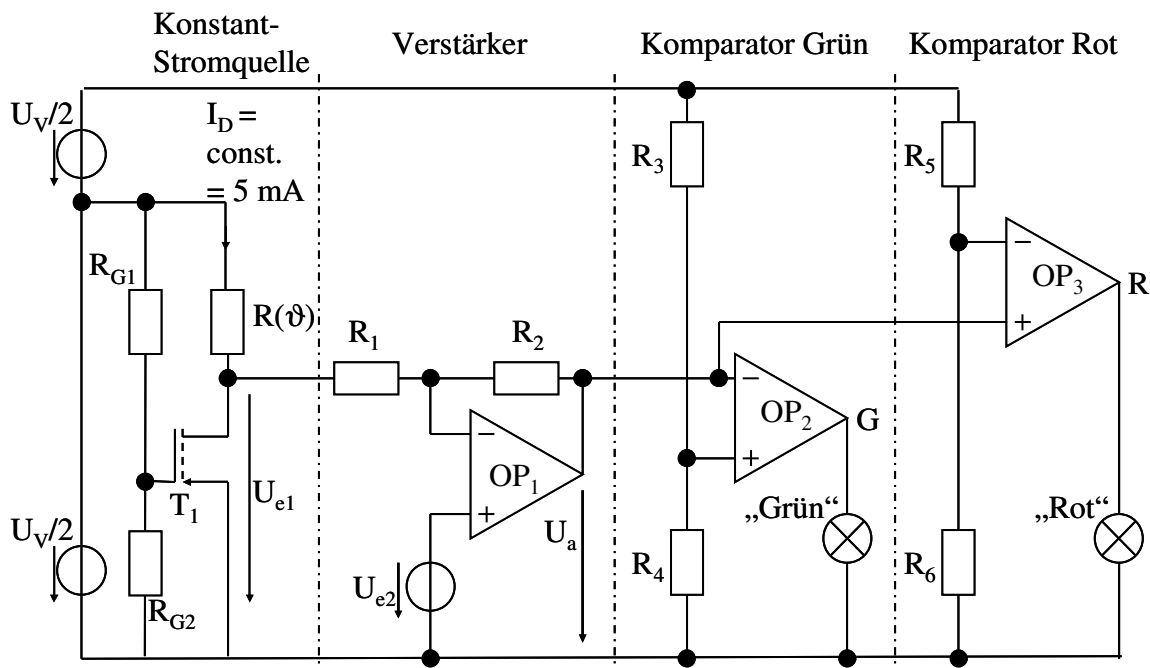 Konstant-
Stromquelle
Verstärker
Komparator Grün
Komparator Rot
U_V/2
I_D =
const.
= 5 mA
R_3
R_5
R_G1
R(ϑ)
−
OP_3
+
R
R_1
R_2
−
OP_2
+
G
−
OP_1
+
T_1
U_e1
U_V/2
R_G2
U_e2
U_a
„Grün“
R_4
„Rot“
R_6